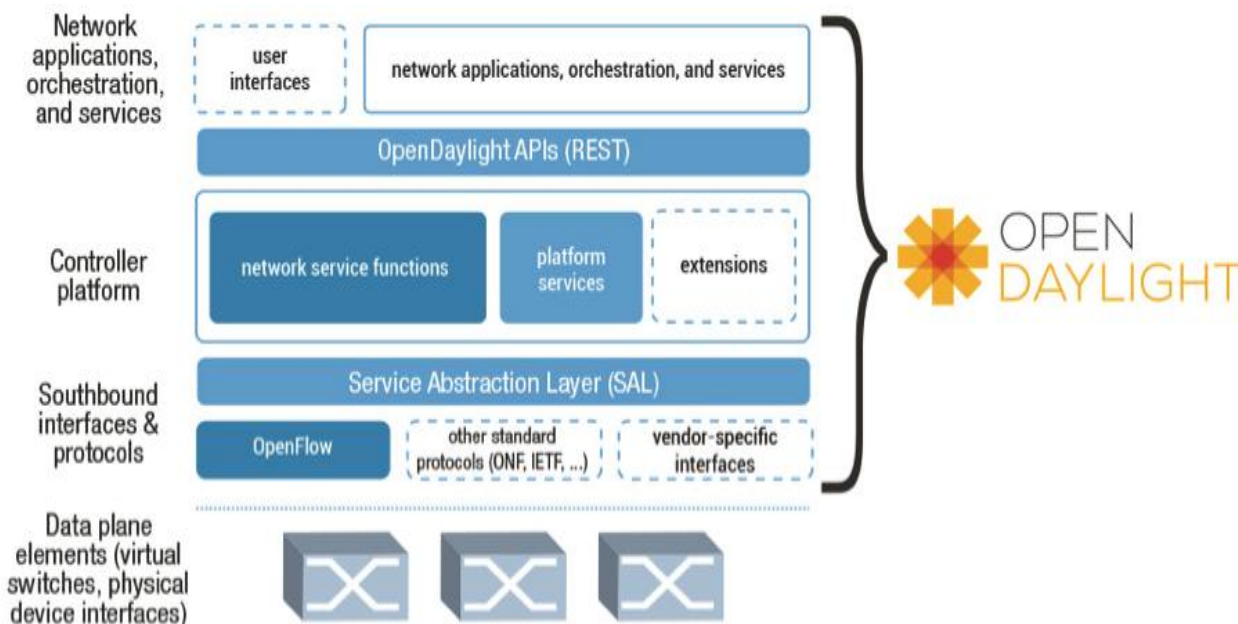 Network
applications,
orchestration,
and services
user
interfaces
network applications, orchestration, and services
OpenDaylight APIs (REST)
Controller
platform
network service functions
platform
services
extensions
OPEN
DAYLIGHT
Service Abstraction Layer (SAL)
Southbound
interfaces &
protocols
OpenFlow
other standard
protocols (ONF, IETF, ...)
vendor-specific
interfaces
Data plane
elements (virtual
switches, physical
device interfaces)